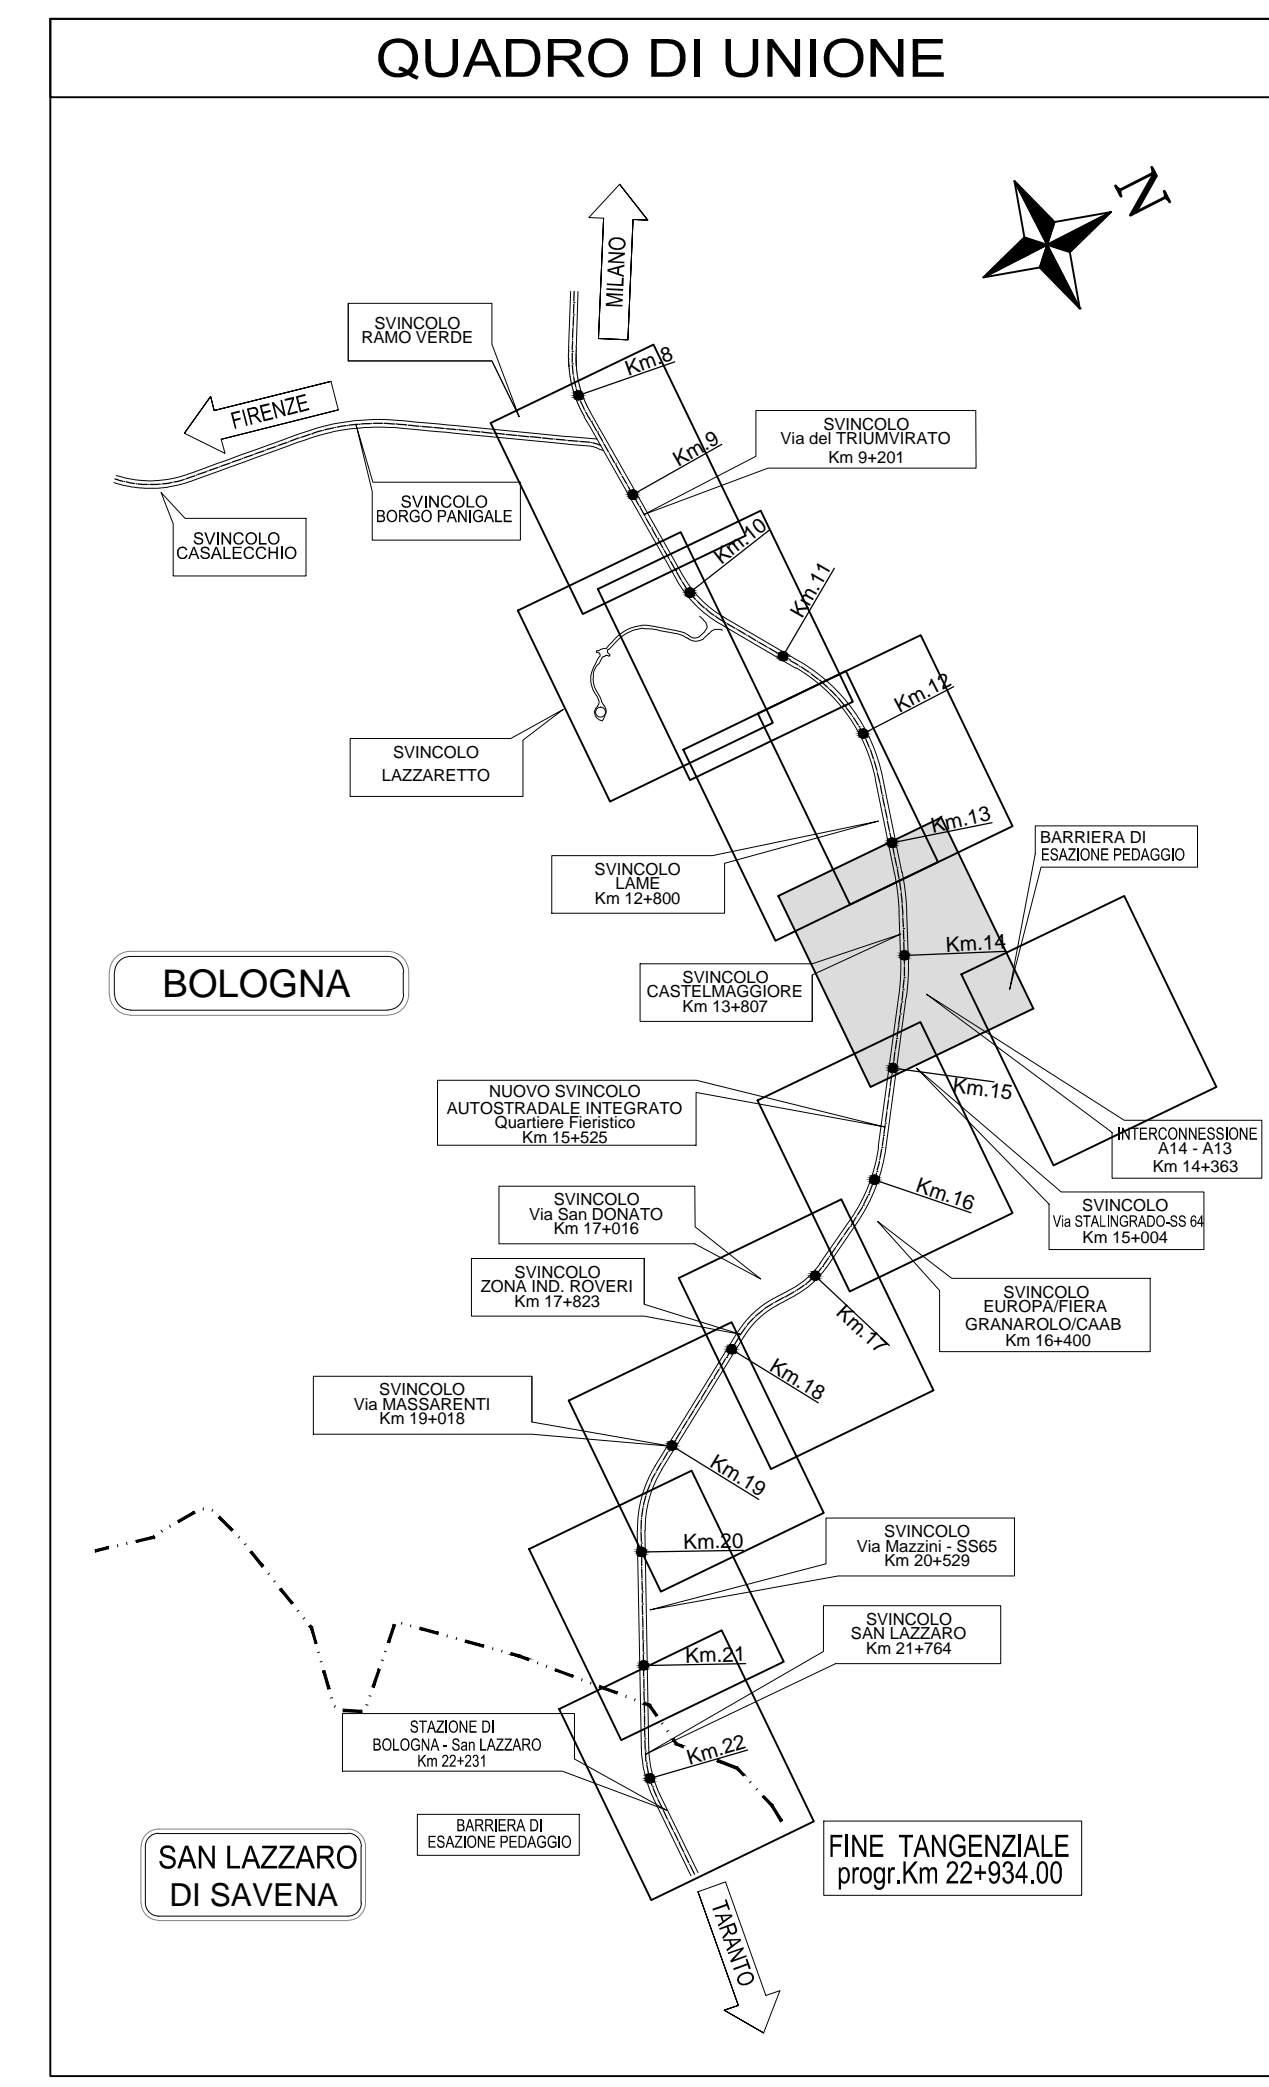 QUADRO DI UNIONE
N
MILANO
SVINCOLO
RAMO VERDE
Km.8
FIRENZE
SVINCOLO
Via del TRIUMVIRATO
Km 9+201
Km.9
SVINCOLO
BORGO PANIGALE
SVINCOLO
CASALECCHIO
Km.10
Km.11
Km.12
SVINCOLO
LAZZARETTO
Km.13
BARRIERA DI
ESAZIONE PEDAGGIO
SVINCOLO
LAME
Km 12+800
Km.14
BOLOGNA
SVINCOLO
CASTELMAGGIORE
Km 13+807
Km.15
NUOVO SVINCOLO
AUTOSTRADALE INTEGRATO
Quartiere Fieristico
Km 15+525
INTERCONNESSIONE
A14 - A13
Km 14+363
Km.16
SVINCOLO
Via San DONATO
Km 17+016
SVINCOLO
Via STALINGRADO-SS 64
Km 15+004
SVINCOLO
ZONA IND. ROVERI
Km 17+823
SVINCOLO
EUROPA/FIERA
GRANAROLO/CAAB
Km 16+400
Km.17
Km.18
SVINCOLO
Via MASSARENTI
Km 19+018
Km.19
Km.20
SVINCOLO
Via Mazzini - SS65
Km 20+529
SVINCOLO
SAN LAZZARO
Km 21+764
Km.21
STAZIONE DI
BOLOGNA - San LAZZARO
Km 22+231
Km.22
BARRIERA DI
ESAZIONE PEDAGGIO
SAN LAZZARO
DI SAVENA
FINE TANGENZIALE
progr.Km 22+934.00
TARANTO